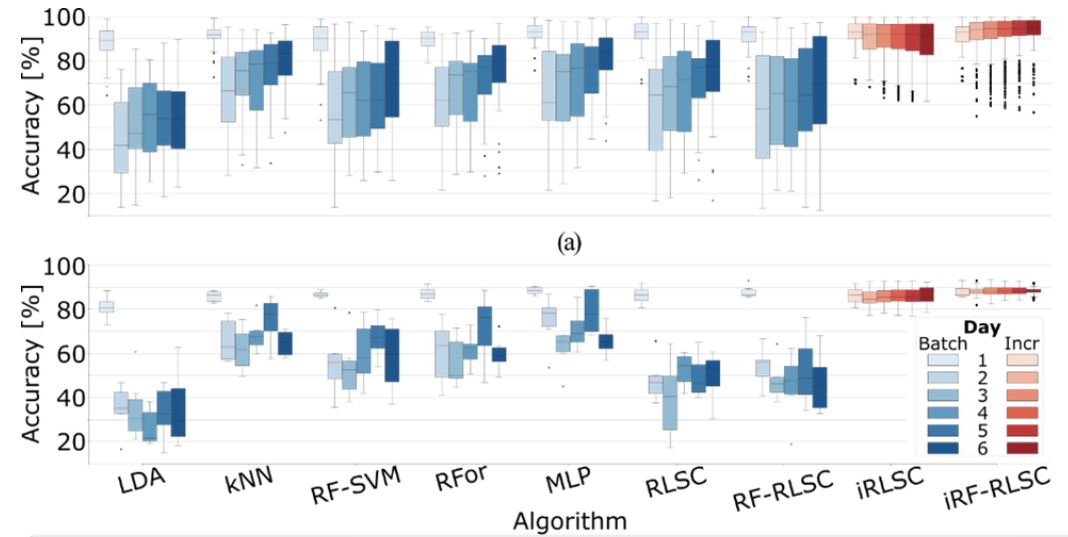 100
80
60
40
20
Accuracy [%]
(a)
100
80
60
40
20
Accuracy [%]
Day
Batch Incr
1
2
3
4
5
6
LDA kNN RF-SVM RFor MLP RLSC RF-RLSC iRLSC iRF-RLSC
Algorithm